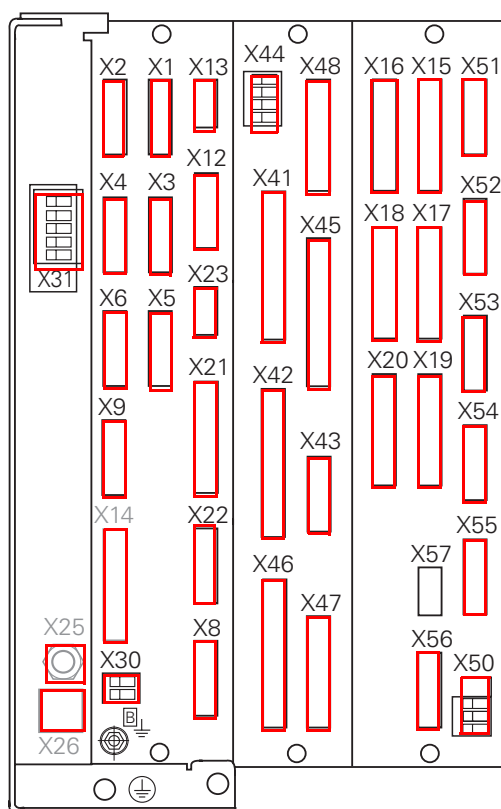 X44
X2 X1 X13 X48 X16 X15 X51
X12
X4 X3 X41 X52
X18 X17
X45
X31 X23
X6 X5 X53
X21 X42 X20 X19
X9 X54
X43
X14 X22 X55
X57
X46
X25 X8 X47 X56
X30 X50
B
X26